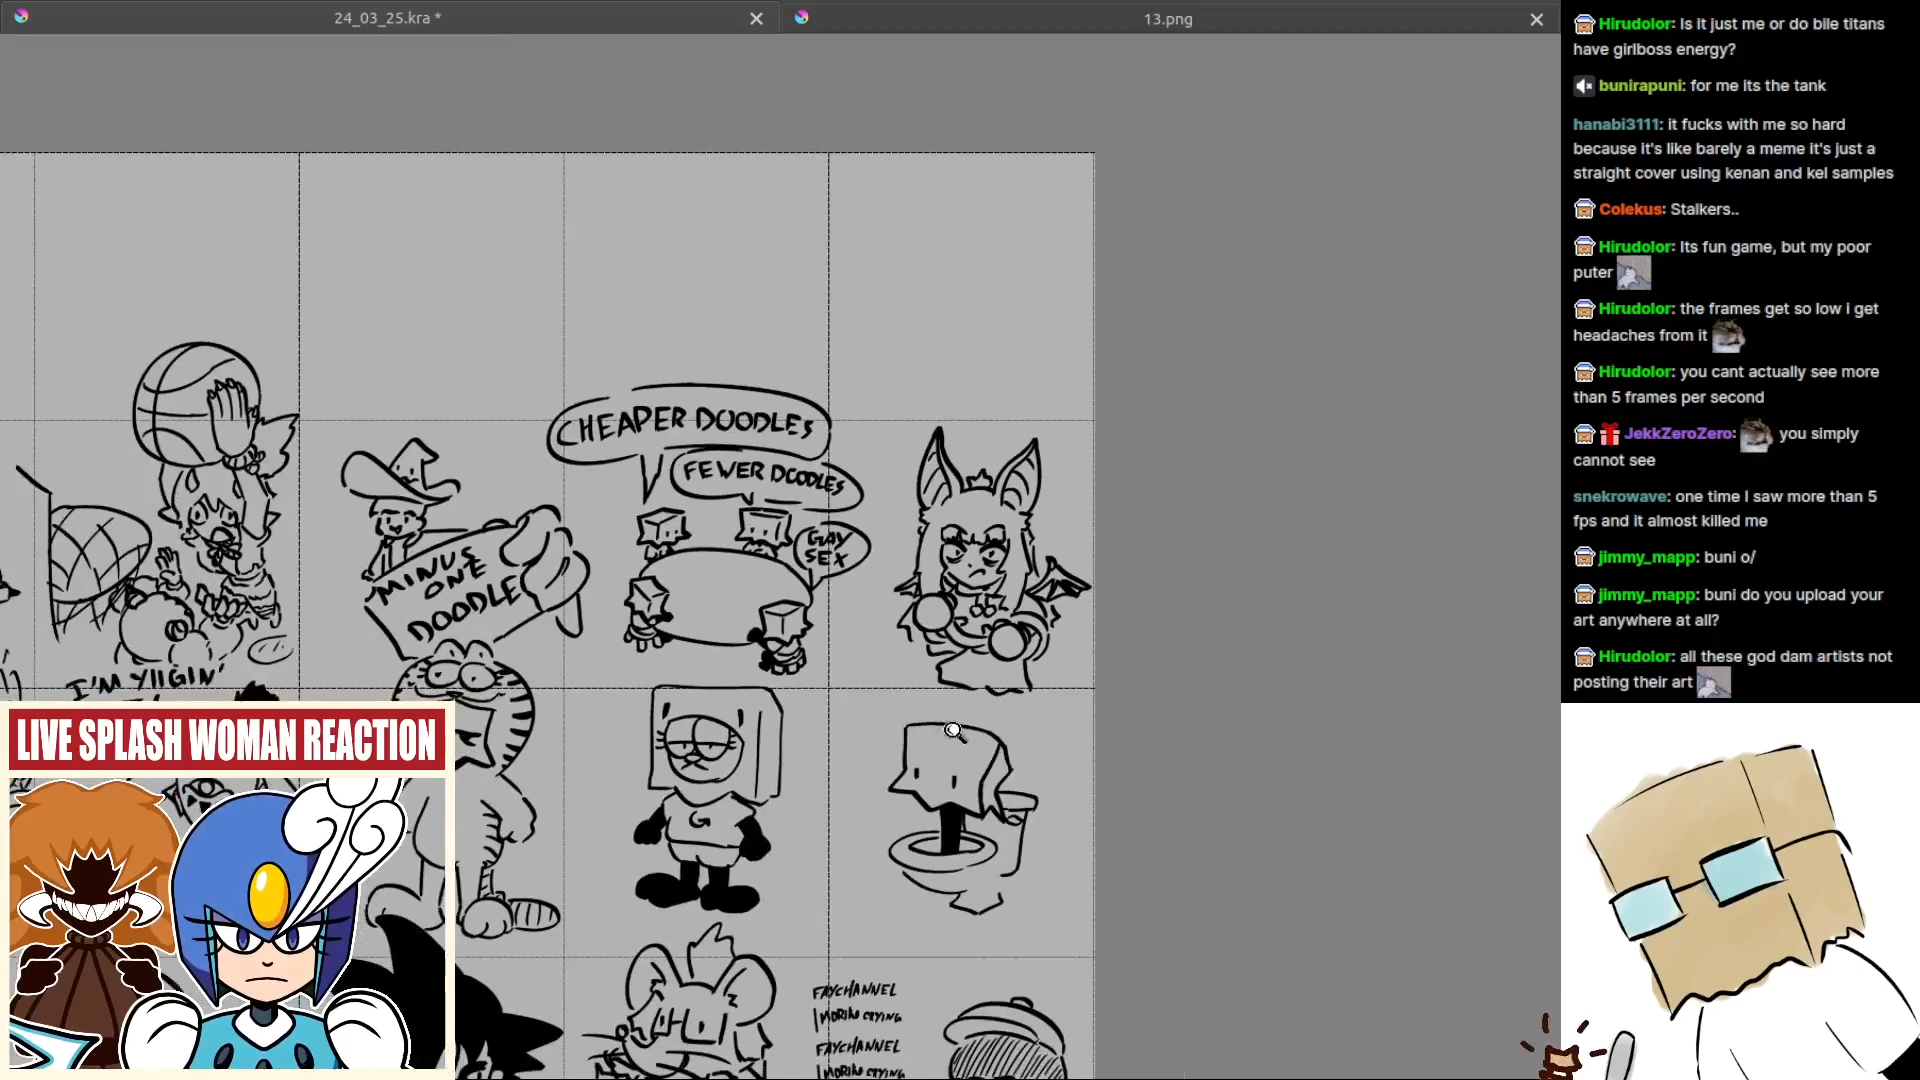 24_03_25.kra *
13.png
CHEAPER DOODLES
FEWER DOODLES
GAY
SEX
MINUS
ONE
DOODLE
I'M YIIGIN'
G
FAYCHANNEL
MORIKO CRYING
FAYCHANNEL
MORIKO CRYING
LIVE SPLASH WOMAN REACTION
Hirudolor: Is it just me or do bile titans
have girlboss energy?
bunirapuni: for me its the tank
hanabi3111: it fucks with me so hard
because it's like barely a meme it's just a
straight cover using kenan and kel samples
Colekus: Stalkers..
Hirudolor: Its fun game, but my poor
puter
Hirudolor: the frames get so low i get
headaches from it
Hirudolor: you cant actually see more
than 5 frames per second
JekkZeroZero: you simply
cannot see
snekrowave: one time I saw more than 5
fps and it almost killed me
jimmy_mapp: buni o/
jimmy_mapp: buni do you upload your
art anywhere at all?
Hirudolor: all these god dam artists not
posting their art